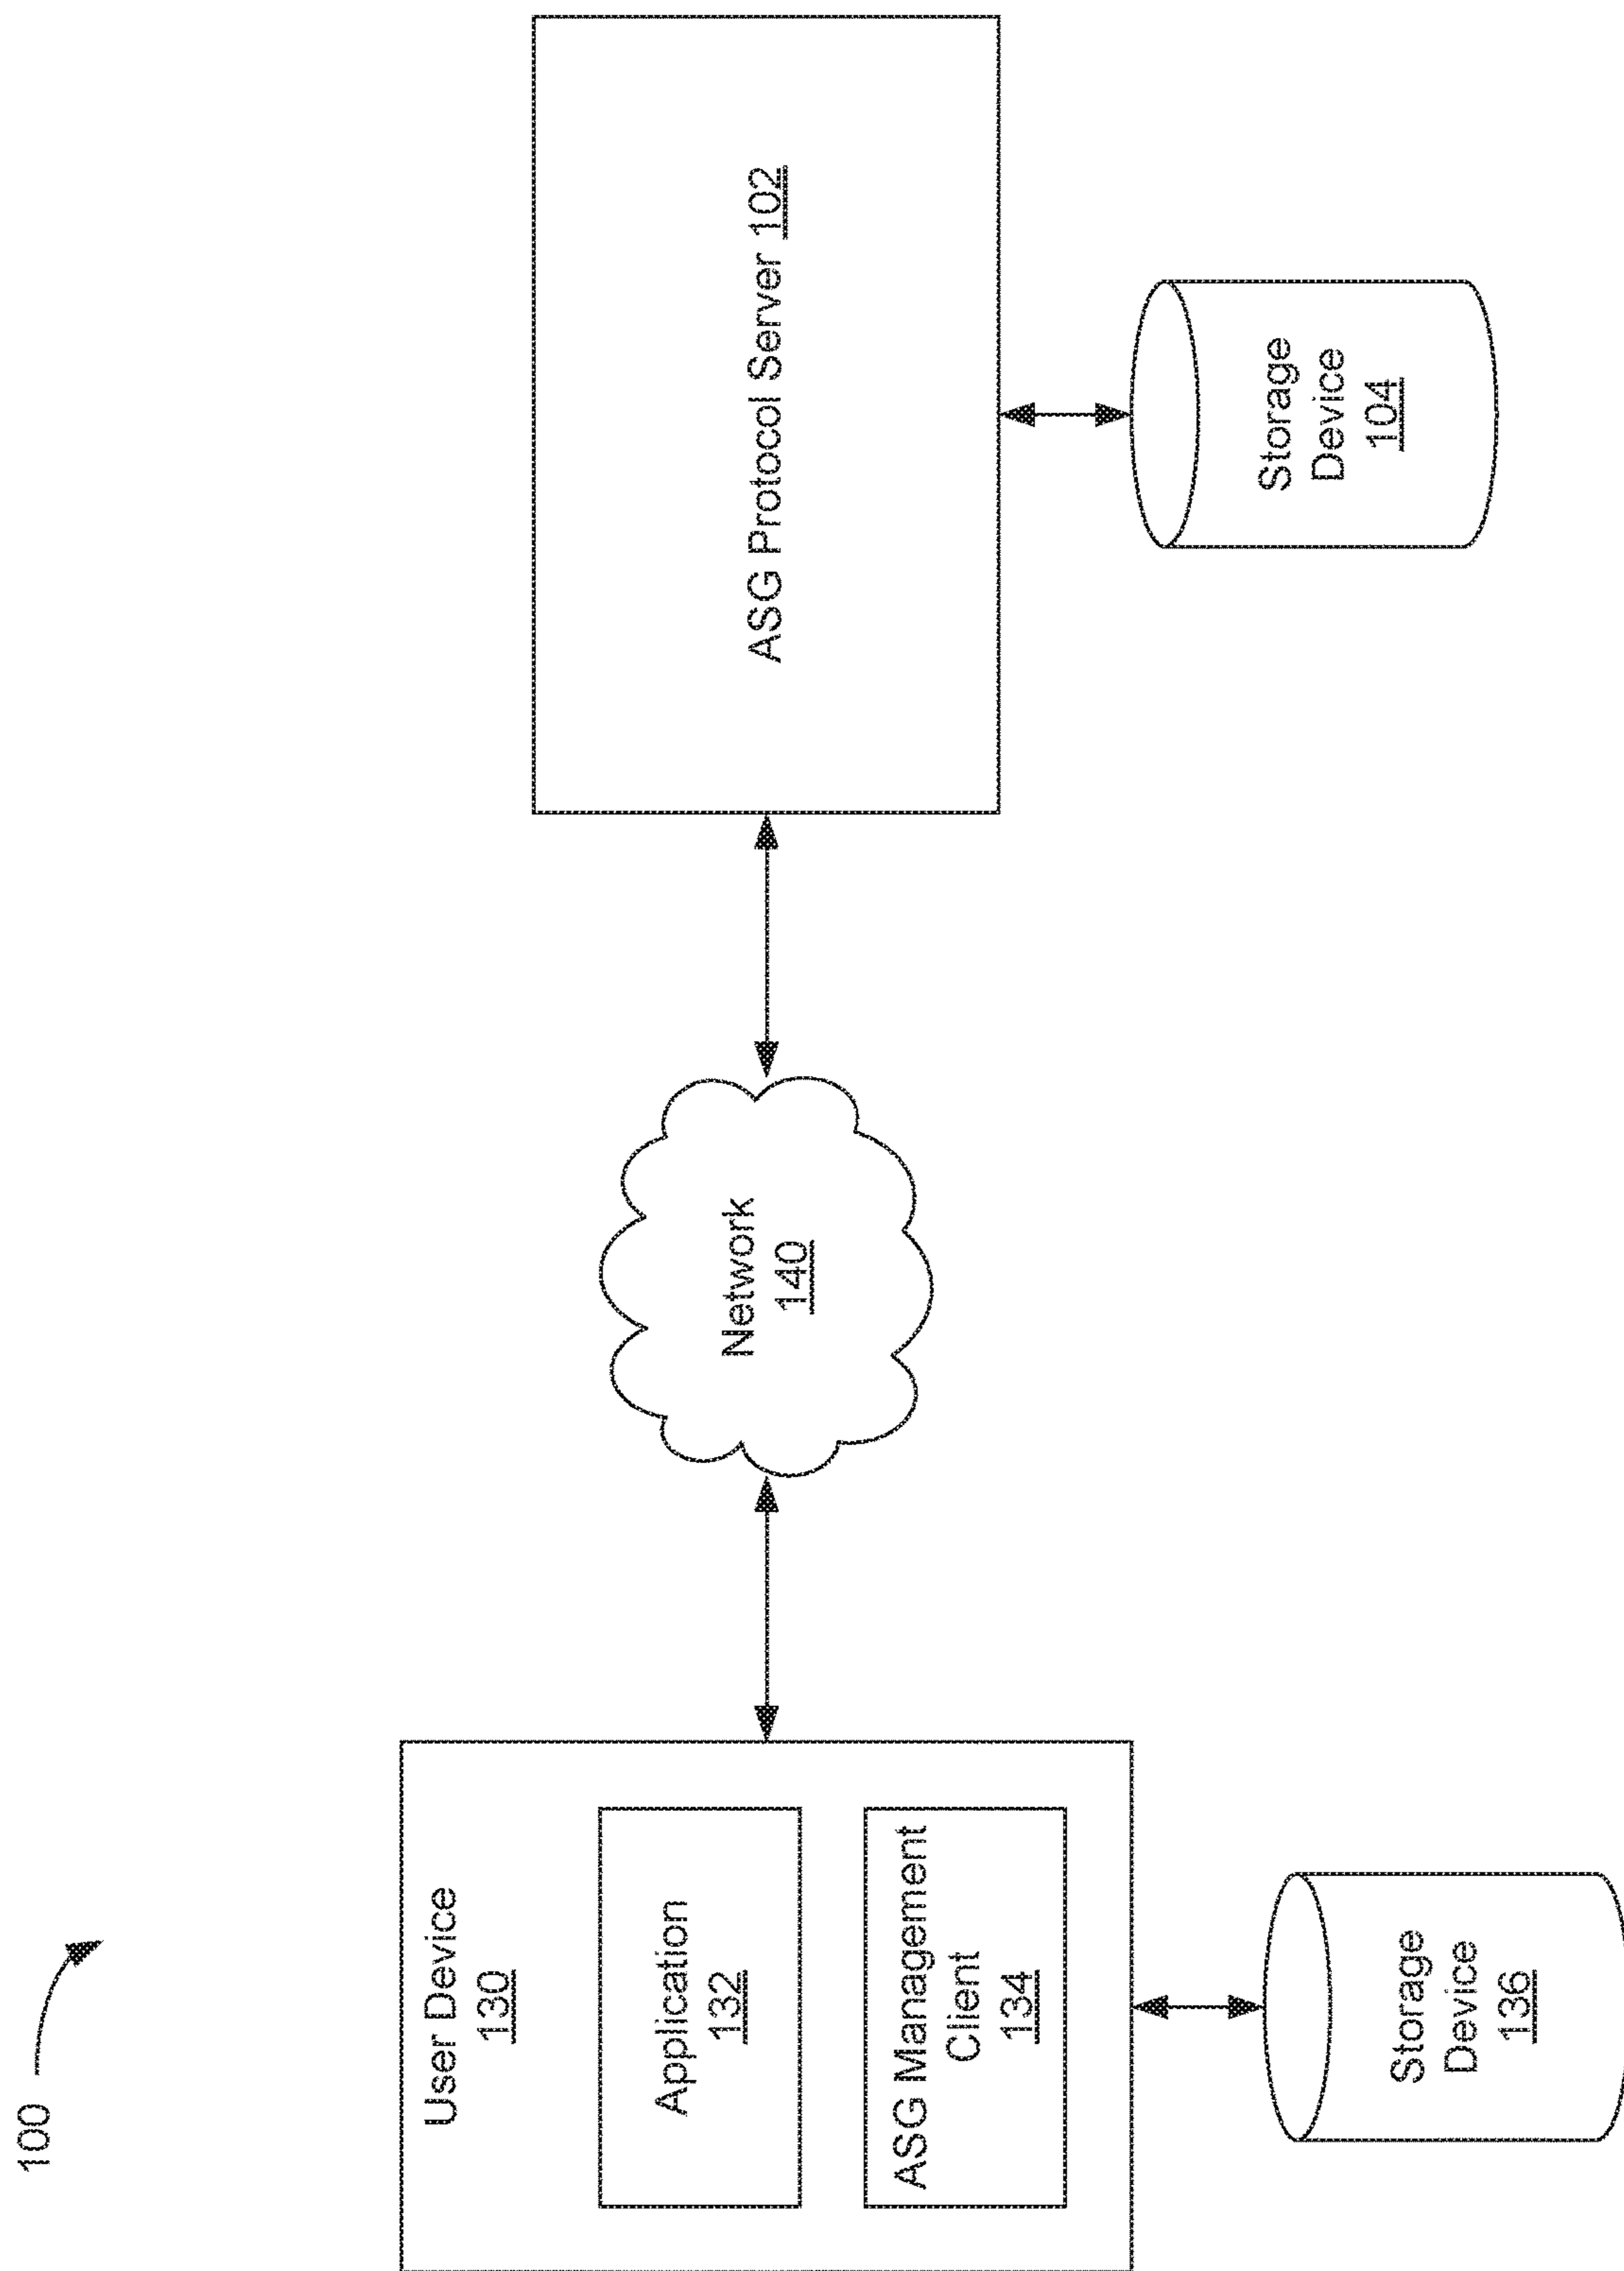 100
User Device
130
Application
132
ASG Management
Client
134
Storage
Device
136
Network
140
ASG Protocol Server 102
Storage
Device
104